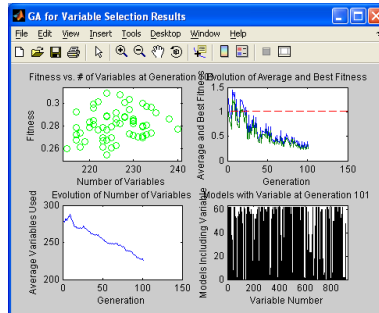 GA for Variable Selection Results
File Edit View Insert Tools Desktop Window Help
Fitness vs. # of Variables at Generation
Evolution of Average and Best Fitness
Fitness
0.3
0.28
0.26
220 230 240
Number of Variables
Average and Best Fitness
1.5
1
0.5
0
0 50 100 150
Generation
Evolution of Number of Variables
Models with Variable at Generation 101
Average Variables Used
300
250
200
0 50 100 150
Generation
Models Including Variable
60
40
20
0
0 200 400 600 800
Variable Number